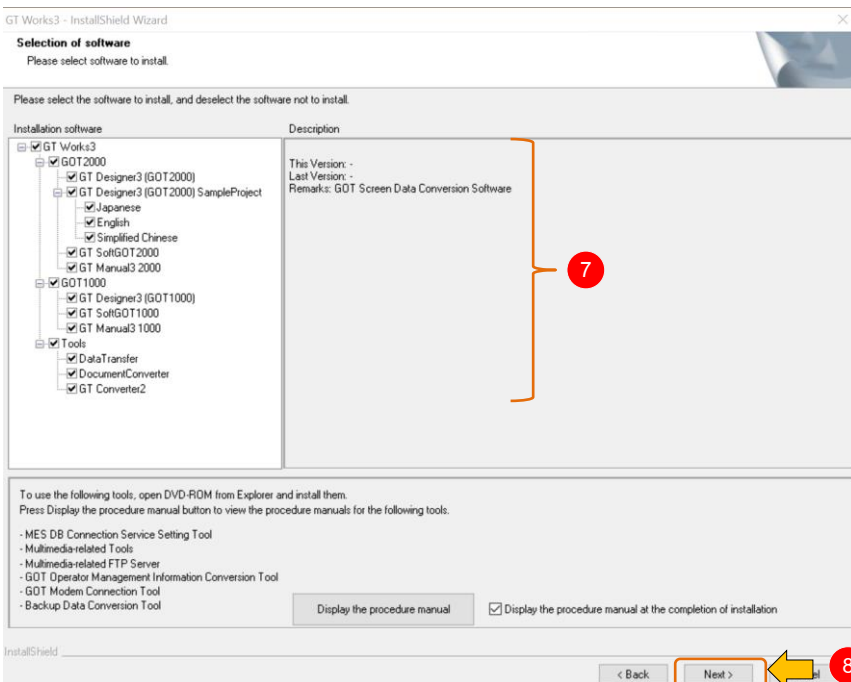 GT Works3 - InstallShield Wizard
Selection of software
Please select software to install.
Please select the software to install, and deselect the software not to install.
Installation software
Description
GT Works3
GOT2000
GT Designer3 (GOT2000)
GT Designer3 (GOT2000) SampleProject
Japanese
English
Simplified Chinese
GT SoftGOT2000
GT Manual3 2000
GOT1000
GT Designer3 (GOT1000)
GT SoftGOT1000
GT Manual3 1000
Tools
DataTransfer
DocumentConverter
GT Converter2
This Version: -
Last Version: -
Remarks: GOT Screen Data Conversion Software
7
To use the following tools, open DVD-ROM from Explorer and install them.
Press Display the procedure manual button to view the procedure manuals for the following tools.
- MES DB Connection Service Setting Tool
- Multimedia-related Tools
- Multimedia-related FTP Server
- GOT Operator Management Information Conversion Tool
- GOT Modem Connection Tool
- Backup Data Conversion Tool
Display the procedure manual
Display the procedure manual at the completion of installation
InstallShield
< Back
Next >
8